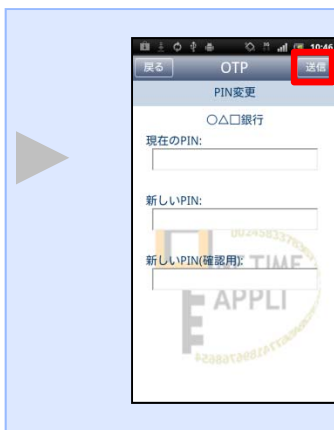 10:46
戻る OTP 送信
PIN変更
○△□銀行
現在のPIN:
新しいPIN:
新しいPIN(確認用):
TIME
APPLI